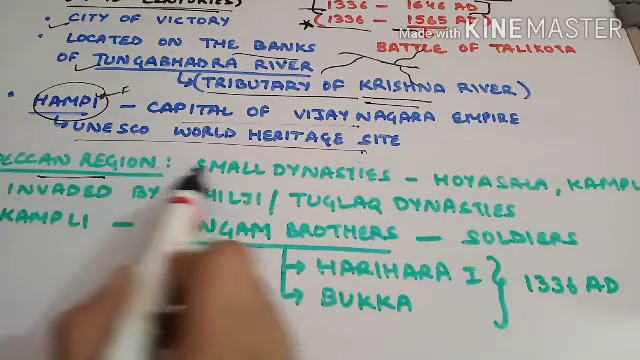 1336 - 1646 AD
CENTURIES)
CITY OF VICTORY
(1336 - 1565 AD)
Made with KINEMASTER
BATTLE OF TALIKOTA
LOCATED ON THE BANKS
OF TUNGABHADRA RIVER
(TRIBUTARY OF KRISHNA RIVER)
HAMPI - CAPITAL OF VIJAYNAGARA EMPIRE
UNESCO WORLD HERITAGE SITE
DECCAN REGION: SMALL DYNASTIES - HOYASALA, KAMPLI
INVADED BY HILJI / TUGLAQ DYNASTIES
KAMPLI - NGAM BROTHERS - SOLDIERS
HARIHARA I
1336 AD
BUKKA